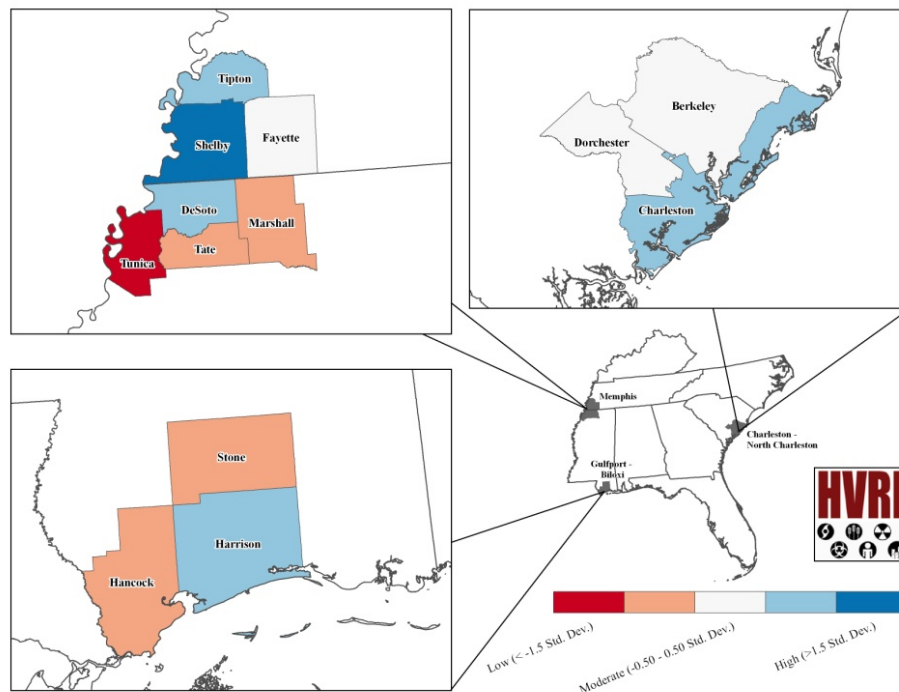 Tipton
Shelby
Fayette
DeSoto
Marshall
Tate
Tunica
Berkeley
Dorchester
Charleston
Stone
Harrison
Hancock
Memphis
Charleston -
North Charleston
Gulfport -
Biloxi
HVRI
Low (< -1.5 Std. Dev.)
Moderate (-0.50 - 0.50 Std. Dev.)
High (>1.5 Std. Dev.)